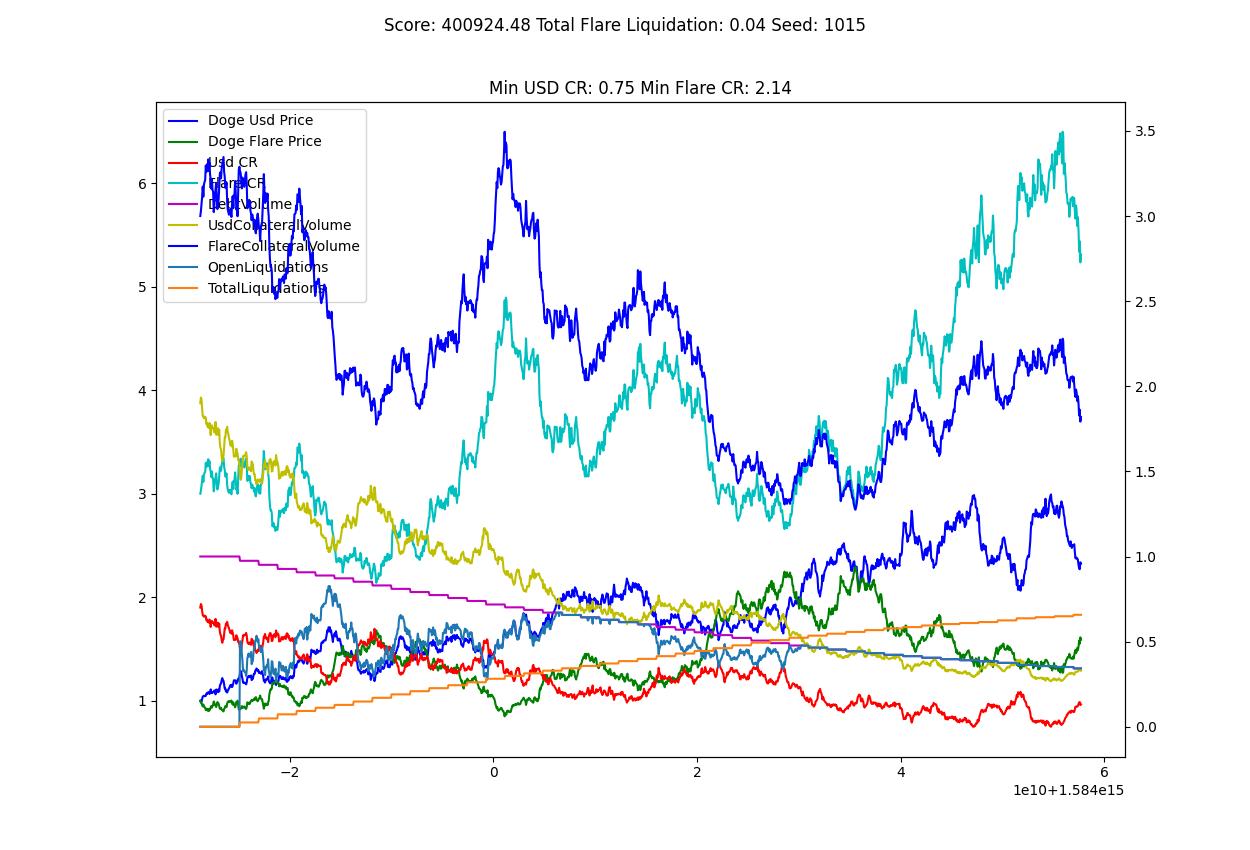 Score: 400924.48 Total Flare Liquidation: 0.04 Seed: 1015
Min USD CR: 0.75 Min Flare CR: 2.14
Doge Usd Price
Doge Flare Price
Usd CR
Flare CR
DebtVolume
UsdCollateralVolume
FlareCollateralVolume
OpenLiquidations
TotalLiquidations
6
5
4
3
2
1
3.5
3.0
2.5
2.0
1.5
1.0
0.5
0.0
−2
0
2
4
6
1e10+1.584e15